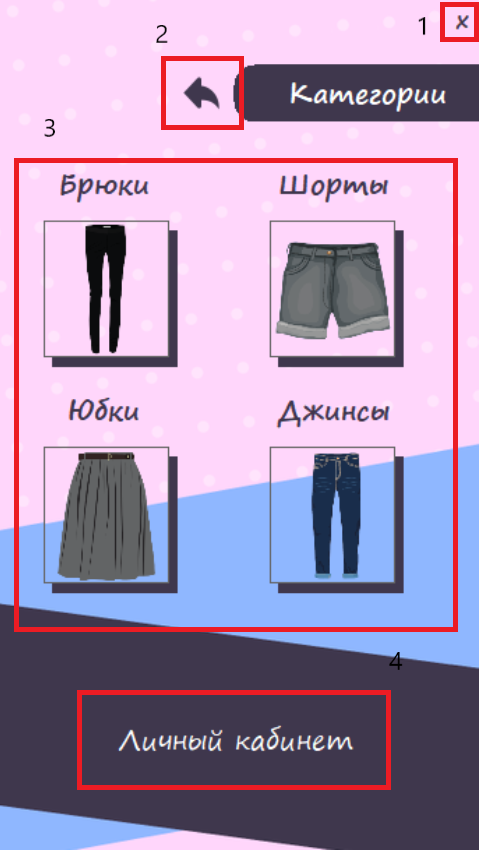 1 ×
2
Категории
3
Брюки Шорты
Юбки Джинсы
4
Личный кабинет